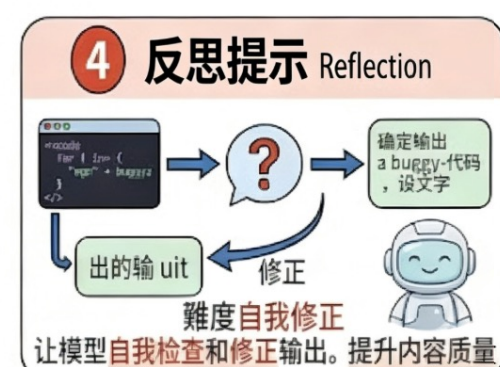 4 反思提示 Reflection
?
确定输出
a buggy-代码
，设文字
出的输 uit
修正
難度自我修正
让模型自我检查和修正输出。提升内容质量